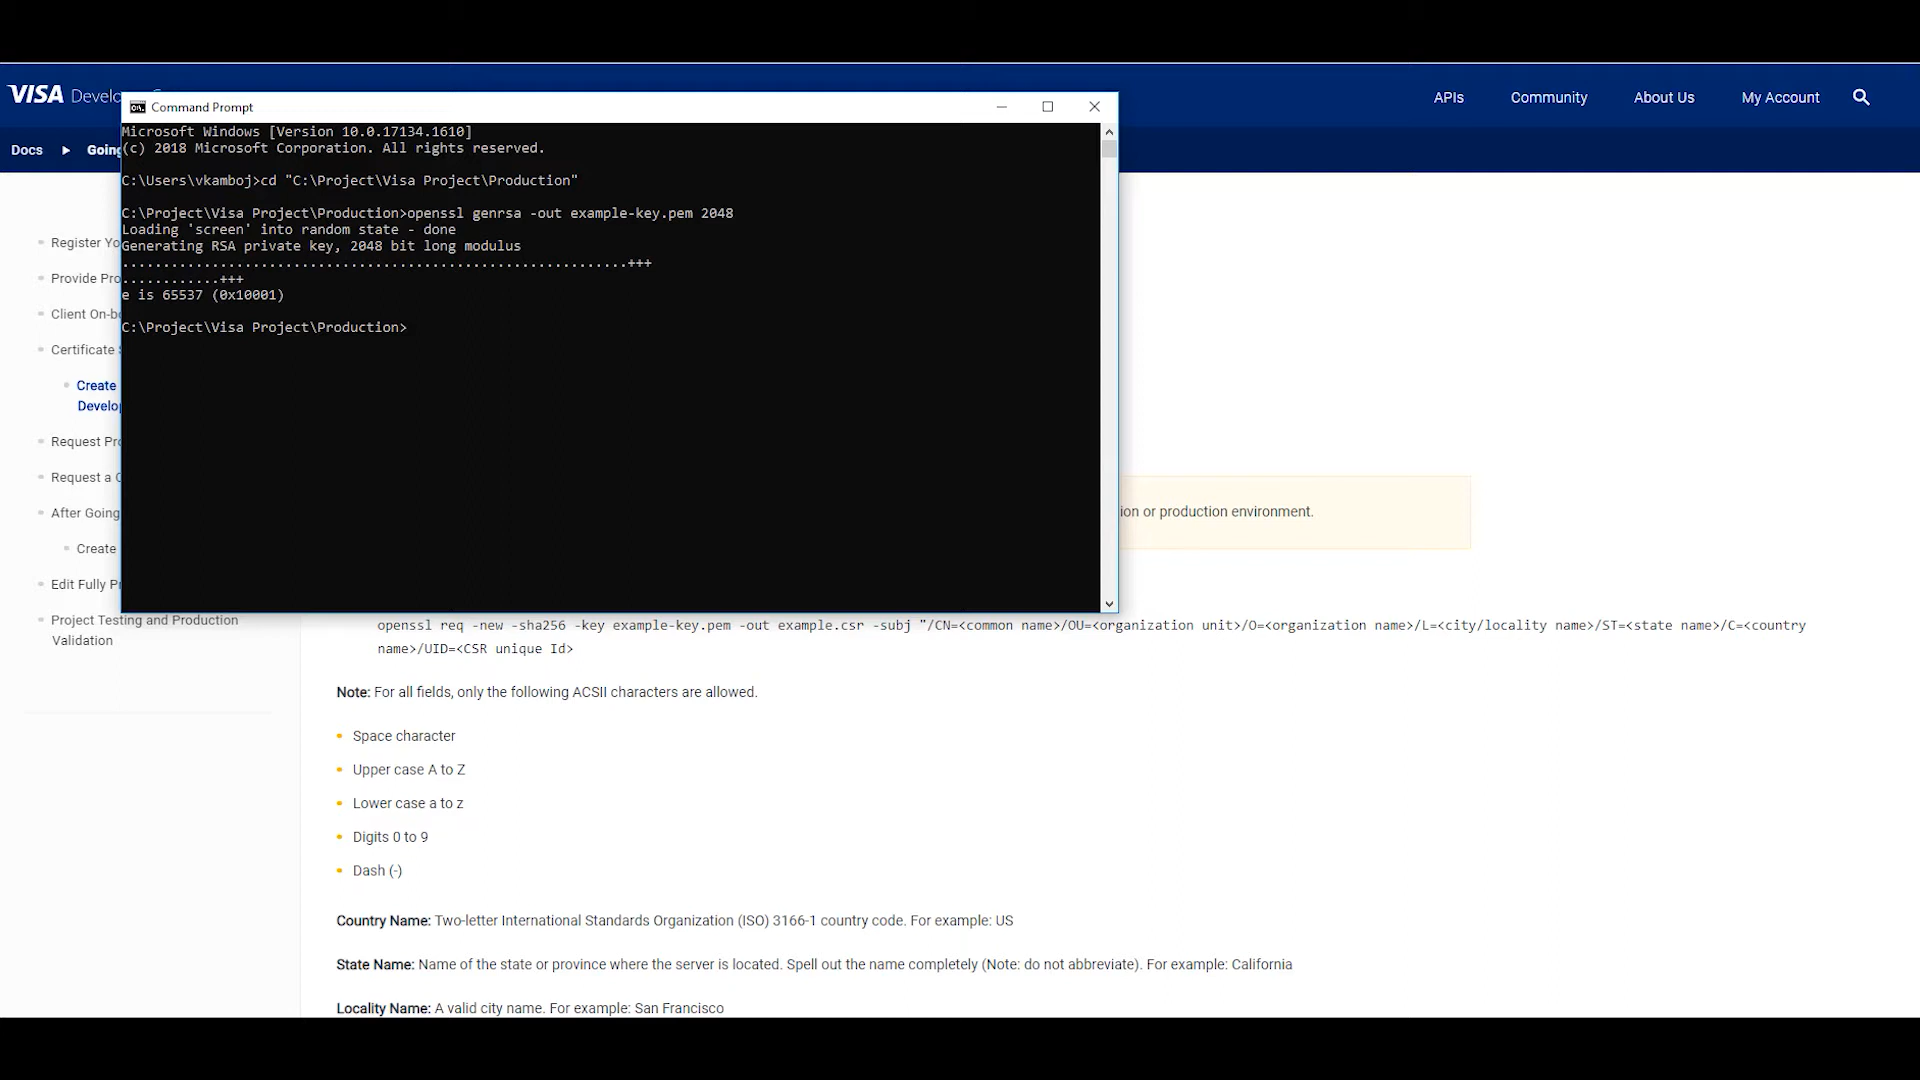 VISA Develo
APIs
Community
About Us
My Account
Docs
Going
Command Prompt
Microsoft Windows [Version 10.0.17134.1610]
(c) 2018 Microsoft Corporation. All rights reserved.
C:\Users\vkamboj>cd "C:\Project\Visa Project\Production"
C:\Project\Visa Project\Production>openssl genrsa -out example-key.pem 2048
Loading 'screen' into random state - done
Generating RSA private key, 2048 bit long modulus
..............................................................+++
............+++
e is 65537 (0x10001)
C:\Project\Visa Project\Production>
Register Yo
Provide Pro
Client On-b
Certificate
Create
Develop
Request Pro
Request a C
After Going
Create
Edit Fully P
Project Testing and Production
Validation
ion or production environment.
openssl req -new -sha256 -key example-key.pem -out example.csr -subj "/CN=<common name>/OU=<organization unit>/O=<organization name>/L=<city/locality name>/ST=<state name>/C=<country
name>/UID=<CSR unique Id>
Note: For all fields, only the following ACSII characters are allowed.
Space character
Upper case A to Z
Lower case a to z
Digits 0 to 9
Dash (-)
Country Name: Two-letter International Standards Organization (ISO) 3166-1 country code. For example: US
State Name: Name of the state or province where the server is located. Spell out the name completely (Note: do not abbreviate). For example: California
Locality Name: A valid city name. For example: San Francisco